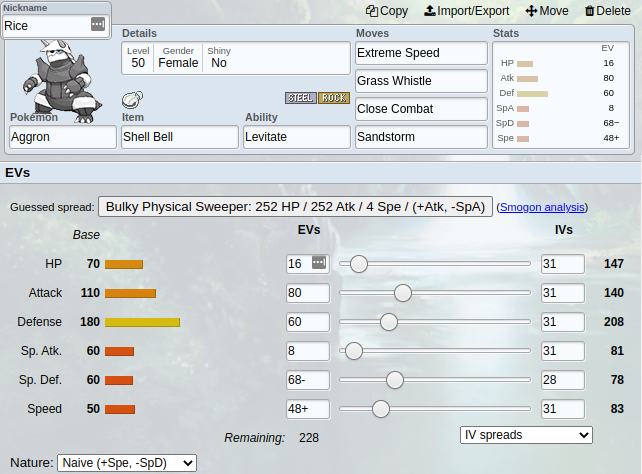 Nickname
Rice
Copy Import/Export Move Delete
Details
Level Gender Shiny
50 Female No
STEEL ROCK
Pokémon Item Ability
Aggron Shell Bell Levitate
Moves
Extreme Speed
Grass Whistle
Close Combat
Sandstorm
Stats
EV
HP 16
Atk 80
Def 60
SpA 8
SpD 68−
Spe 48+
EVs
Guessed spread: Bulky Physical Sweeper: 252 HP / 252 Atk / 4 Spe / (+Atk, -SpA) (Smogon analysis)
Base EVs IVs
HP 70 16 31 147
Attack 110 80 31 140
Defense 180 60 31 208
Sp. Atk. 60 8 31 81
Sp. Def. 60 68- 28 78
Speed 50 48+ 31 83
Remaining: 228 IV spreads
Nature: Naive (+Spe, -SpD)